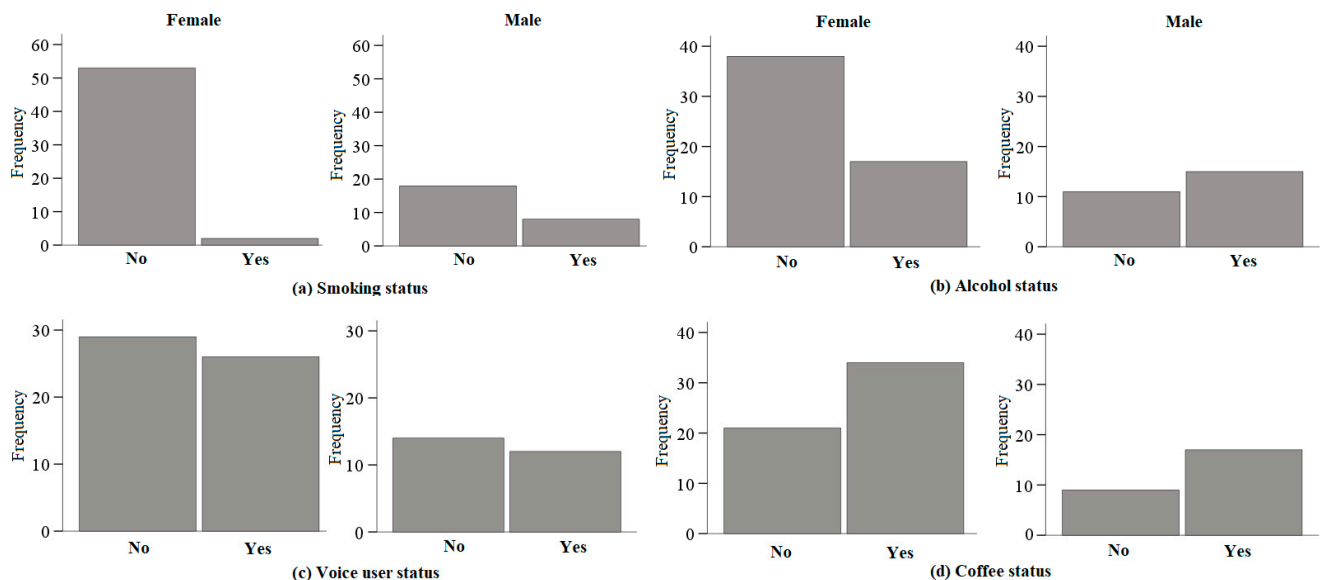 Female
Male
Female
Male
Frequency
60
50
40
30
20
10
0
No
Yes
Frequency
60
50
40
30
20
10
0
No
Yes
(a) Smoking status
Frequency
40
30
20
10
0
No
Yes
Frequency
40
30
20
10
0
No
Yes
(b) Alcohol status
Frequency
30
20
10
0
No
Yes
Frequency
30
20
10
0
No
Yes
(c) Voice user status
Frequency
40
30
20
10
0
No
Yes
Frequency
40
30
20
10
0
No
Yes
(d) Coffee status